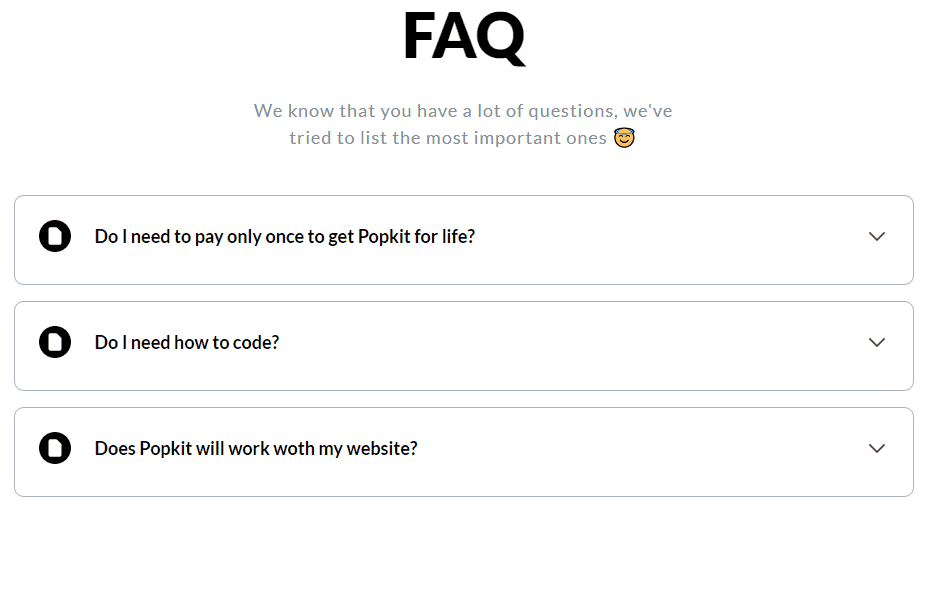 FAQ
We know that you have a lot of questions, we've
tried to list the most important ones 😇
Do I need to pay only once to get Popkit for life?
Do I need how to code?
Does Popkit will work woth my website?